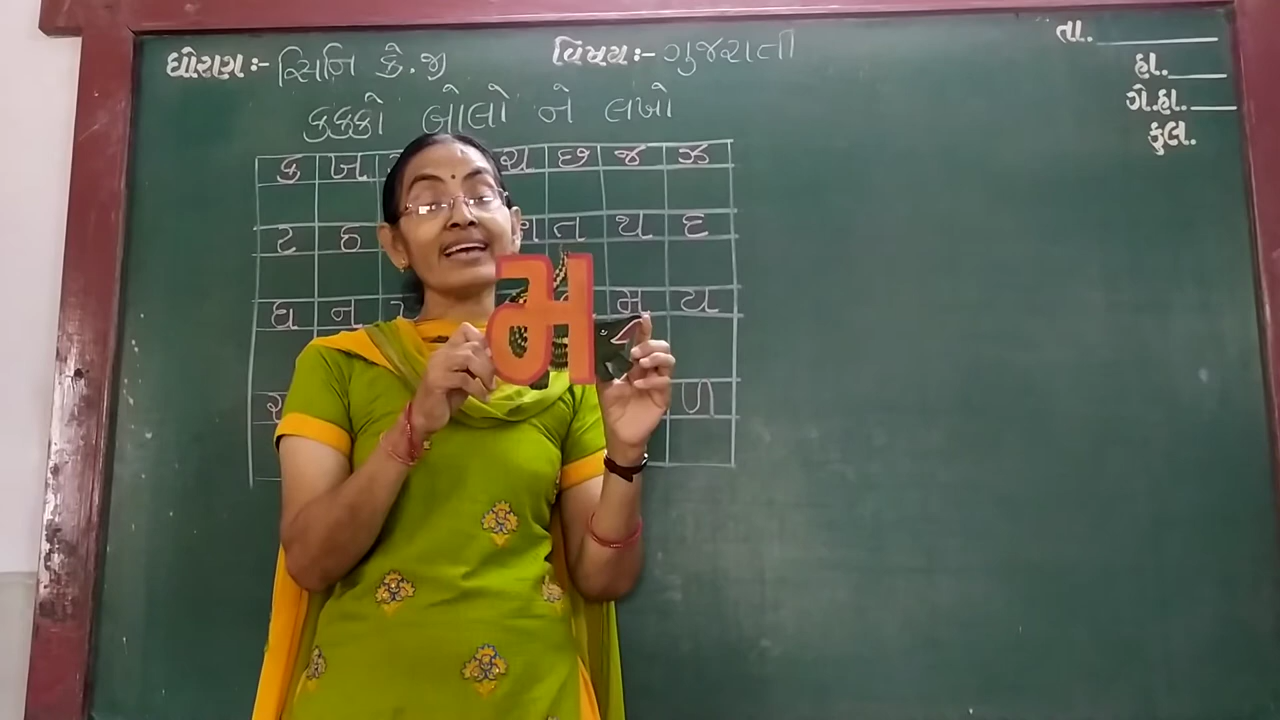 ધોરણ:- સિનિ કે.જી
વિષય:- ગુજરાતી
તા.
હા.
ગે.હા.
કુલ.
કક્કો બોલો ને લખો
ક ખ ચ છ જ ઝ
ટ ઠ ત થ દ
ધ ન મ ય
ળ
મ